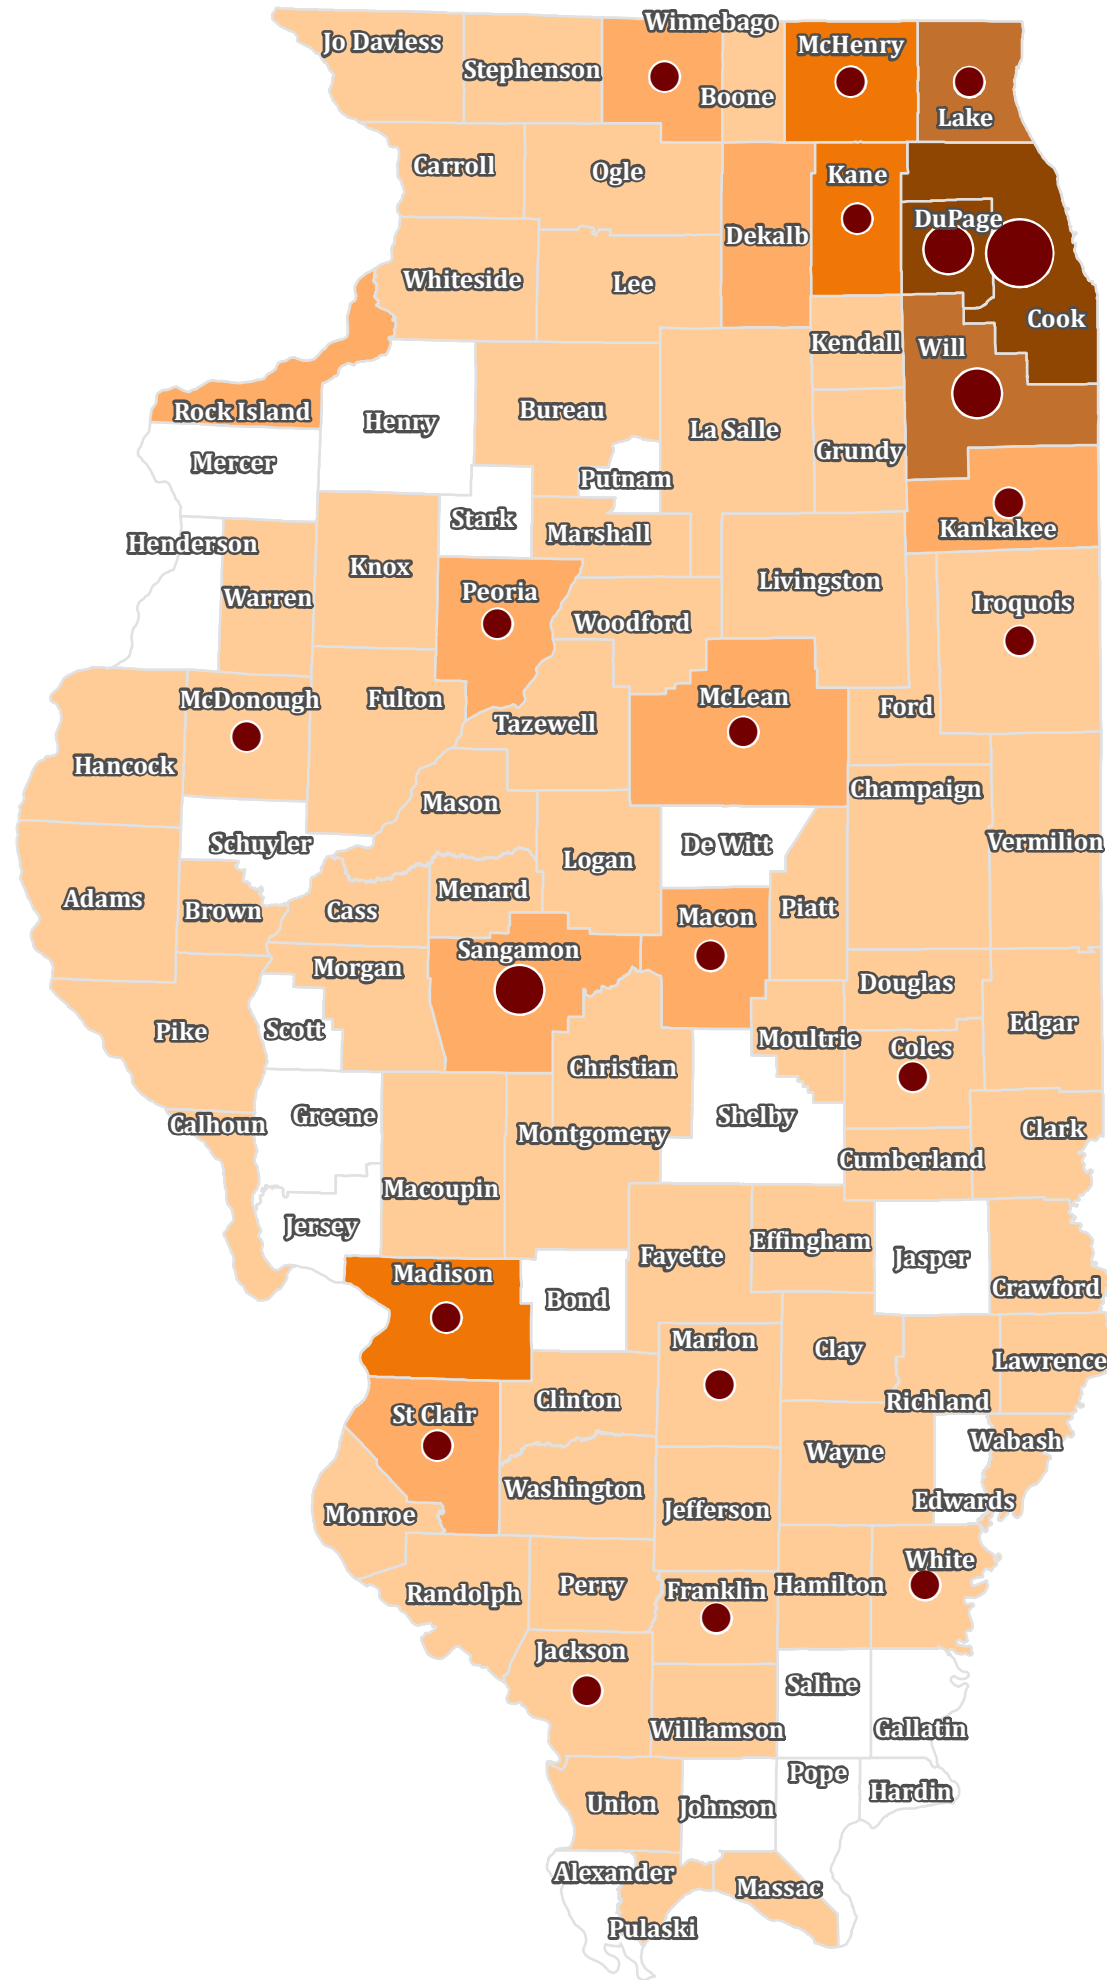 Winnebago
Jo Daviess
McHenry
Stephenson
Boone
Lake
Carroll
Ogle
Kane
DuPage
Dekalb
Whiteside
Lee
Cook
Kendall
Will
Rock Island
Henry
Bureau
La Salle
Grundy
Mercer
Putnam
Stark
Marshall
Kankakee
Henderson
Knox
Livingston
Warren
Peoria
Woodford
Iroquois
McDonough
Fulton
McLean
Ford
Tazewell
Hancock
Champaign
Mason
Schuyler
Logan
De Witt
Vermilion
Adams
Menard
Brown
Cass
Macon
Piatt
Sangamon
Morgan
Douglas
Pike
Scott
Edgar
Moultrie
Coles
Christian
Greene
Shelby
Calhoun
Montgomery
Clark
Cumberland
Macoupin
Jersey
Effingham
Fayette
Jasper
Madison
Crawford
Bond
Marion
Clay
Lawrence
Clinton
Richland
St Clair
Wabash
Wayne
Washington
Edwards
Jefferson
Monroe
White
Perry
Franklin
Hamilton
Randolph
Jackson
Saline
Williamson
Gallatin
Pope
Hardin
Union
Johnson
Alexander
Massac
Pulaski